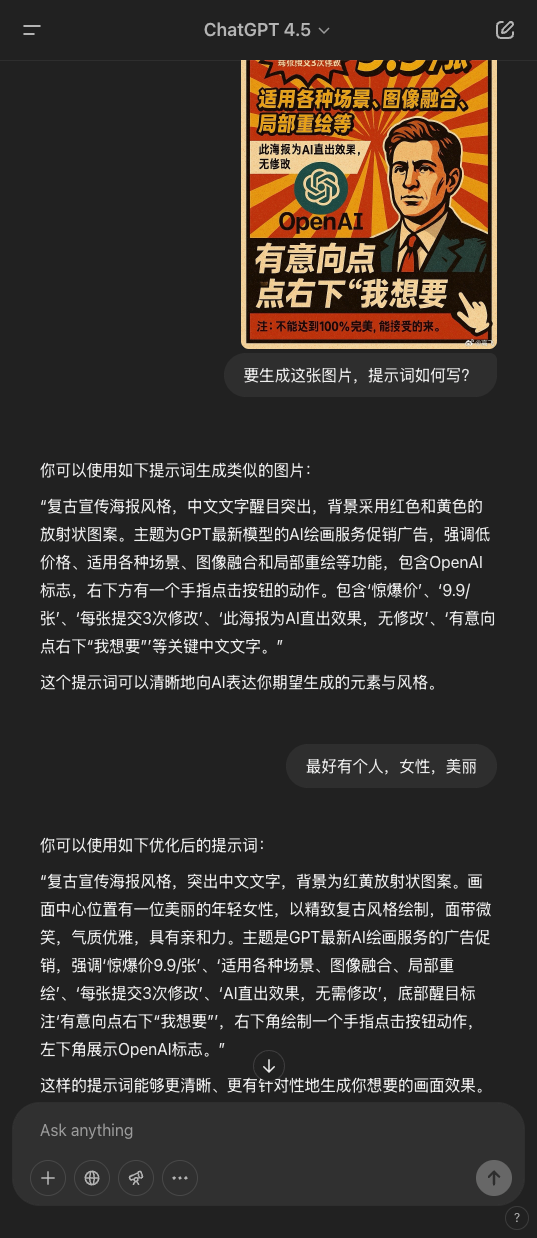 ChatGPT 4.5
每张提交3次修改
9.9/张
适用各种场景、图像融合、
局部重绘等
此海报为AI直出效果，
无修改
OpenAI
有意向点
点右下“我想要
注：不能达到100%完美，能接受的来。
要生成这张图片，提示词如何写？
你可以使用如下提示词生成类似的图片：
“复古宣传海报风格，中文文字醒目突出，背景采用红色和黄色的
放射状图案。主题为GPT最新模型的AI绘画服务促销广告，强调低
价格、适用各种场景、图像融合和局部重绘等功能，包含OpenAI
标志，右下方有一个手指点击按钮的动作。包含‘惊爆价’、‘9.9/
张’、‘每张提交3次修改’、‘此海报为AI直出效果，无修改’、‘有意向
点右下“我想要”’等关键中文文字。”
这个提示词可以清晰地向AI表达你期望生成的元素与风格。
最好有个人，女性，美丽
你可以使用如下优化后的提示词：
“复古宣传海报风格，突出中文文字，背景为红黄放射状图案。画
面中心位置有一位美丽的年轻女性，以精致复古风格绘制，面带微
笑，气质优雅，具有亲和力。主题是GPT最新AI绘画服务的广告促
销，强调‘惊爆价9.9/张’、‘适用各种场景、图像融合、局部重
绘’、‘每张提交3次修改’、‘AI直出效果，无需修改’，底部醒目标
注‘有意向点右下“我想要”’，右下角绘制一个手指点击按钮动作，
左下角展示OpenAI标志。”
这样的提示词能够更清晰、更有针对性地生成你想要的画面效果。
Ask anything
?